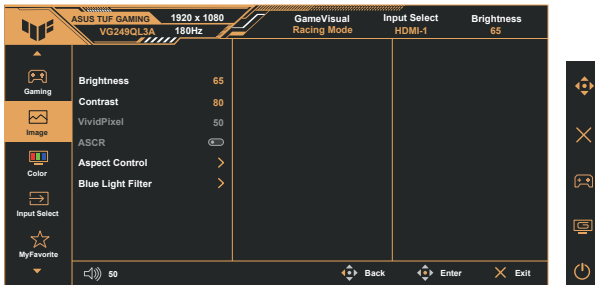 ASUS TUF GAMING 1920 x 1080 GameVisual Input Select Brightness
VG249QL3A 180Hz Racing Mode HDMI-1 65
Gaming
Image
Color
Input Select
MyFavorite
Brightness 65
Contrast 80
VividPixel 50
ASCR
Aspect Control
Blue Light Filter
50 Back Enter Exit